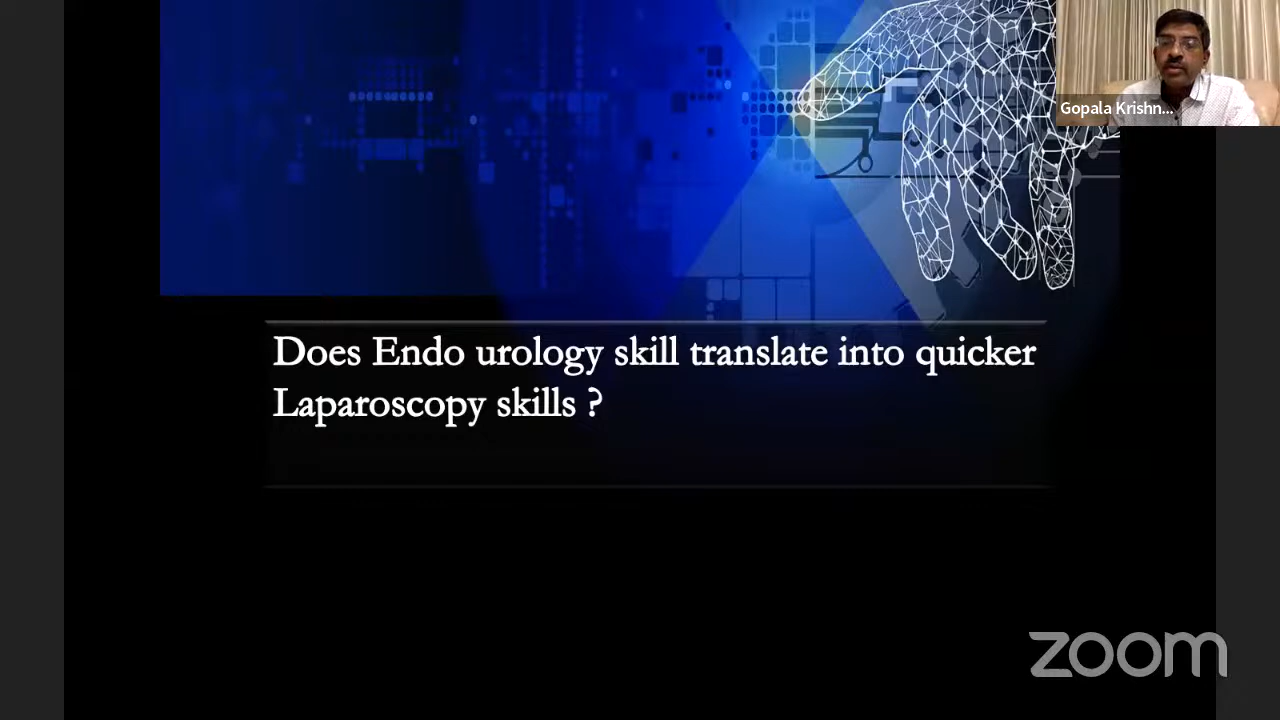 Gopala Krishn...
Does Endo urology skill translate into quicker
Laparoscopy skills ?
zoom